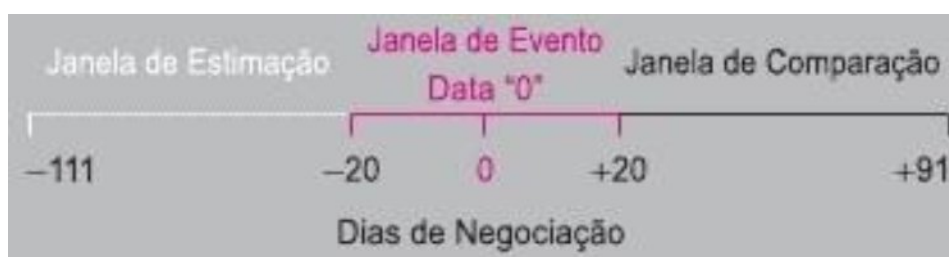 Janela de Estimação
Janela de Evento
Data “0”
Janela de Comparação
−111
−20
0
+20
+91
Dias de Negociação